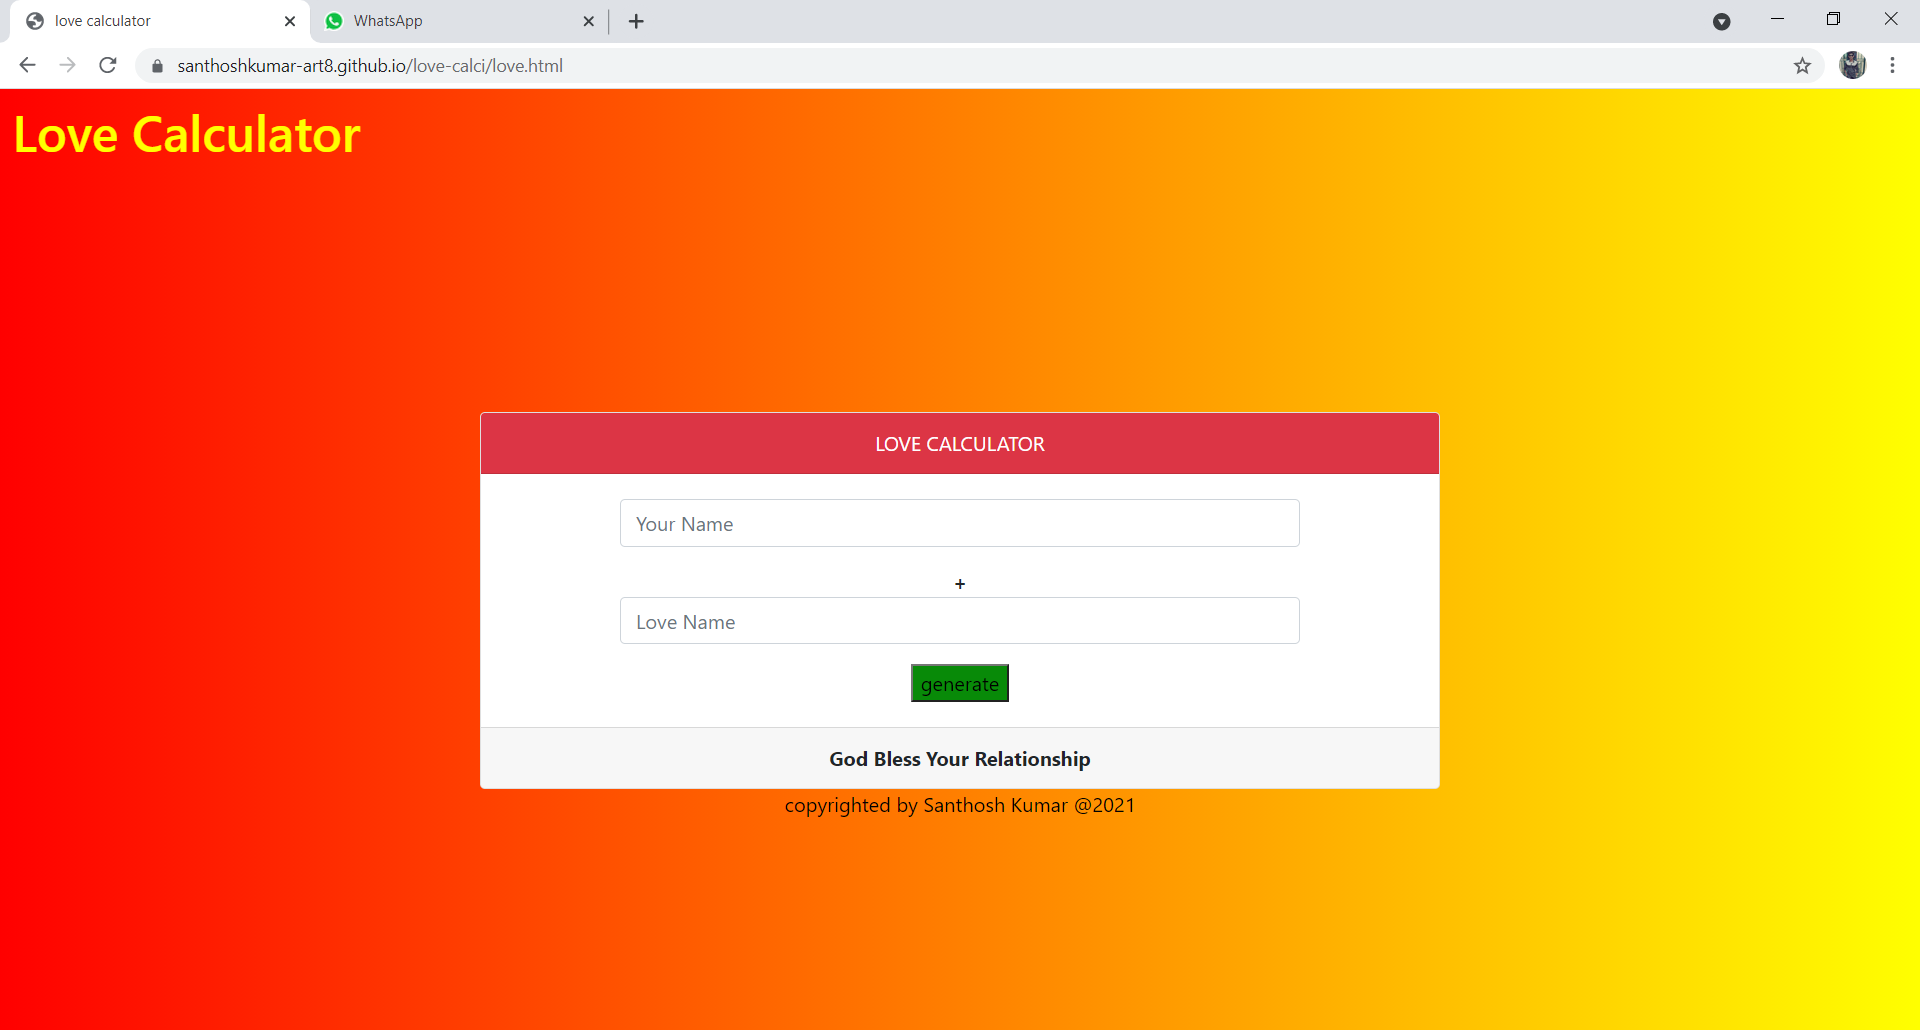 love calculator
WhatsApp
santhoshkumar-art8.github.io/love-calci/love.html
Love Calculator
LOVE CALCULATOR
Your Name
+
Love Name
generate
God Bless Your Relationship
copyrighted by Santhosh Kumar @2021